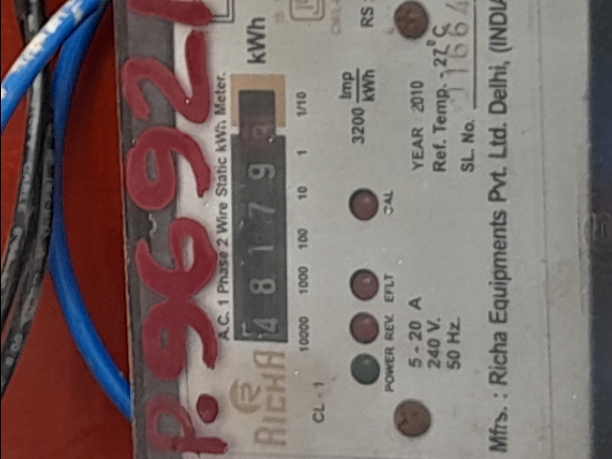 P.9692
A.C. 1 Phase 2 Wire Static kWh Meter.
RICHA
4 8 1 7 9
kWh
10000 1000 100 10 1 1/10
CL - 1
3200 Imp/kWh
RS
POWER REV. EFLT CAL
5 - 20 A
240 V.
50 Hz.
YEAR : 2010
Ref. Temp. - 27°C
SL. No.
Mfrs. : Richa Equipments Pvt. Ltd. Delhi, (INDIA